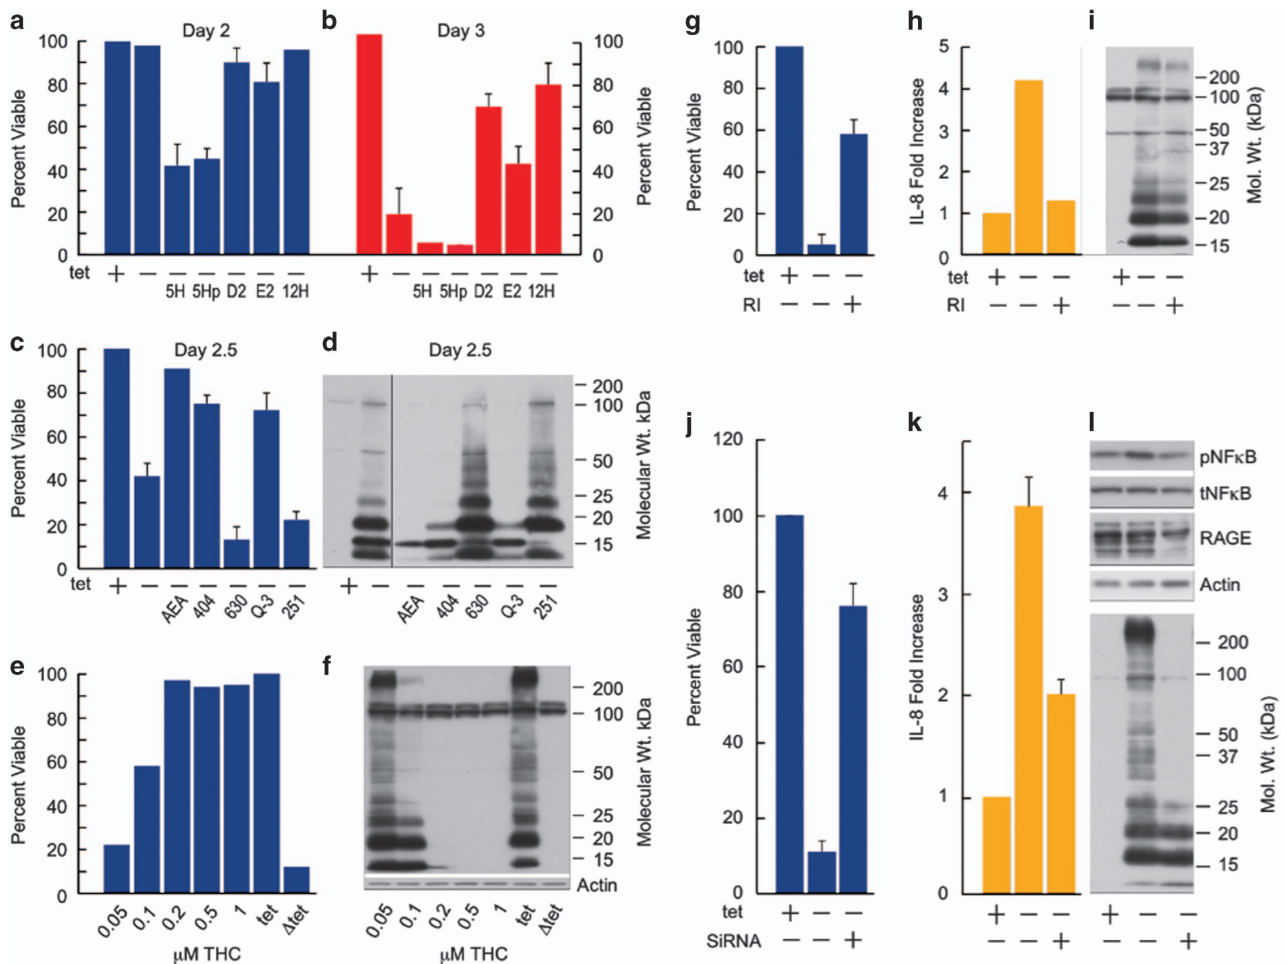 a
Day 2
Percent Viable
100
80
60
40
20
0
tet + − − − − − −
5H 5Hp D2 E2 12H
b
Day 3
100
80
60
40
20
0
Percent Viable
+ − − − − − −
5H 5Hp D2 E2 12H
c
Day 2.5
Percent Viable
100
80
60
40
20
0
tet + − − − − − −
AEA 404 630 Q-3 251
d
Day 2.5
200
100
50
25
20
15
Molecular Wt. kDa
+ − − − − − −
AEA 404 630 Q-3 251
e
Percent Viable
100
80
60
40
20
0
0.05 0.1 0.2 0.5 1 tet Δtet
μM THC
f
200
100
50
25
20
15
Molecular Wt. kDa
Actin
0.05 0.1 0.2 0.5 1 tet Δtet
μM THC
g
Percent Viable
100
80
60
40
20
0
tet + − −
RI − − +
h
IL-8 Fold Increase
5
4
3
2
1
0
tet + − −
RI − − +
i
200
100
50
37
25
20
15
Mol. Wt. (kDa)
+ − −
− − +
j
Percent Viable
120
100
80
60
40
20
0
tet + − −
SiRNA − − +
k
IL-8 Fold Increase
4
3
2
1
0
+ − −
− − +
l
pNFκB
tNFκB
RAGE
Actin
200
100
50
37
25
20
15
Mol. Wt. (kDa)
+ − −
− − +